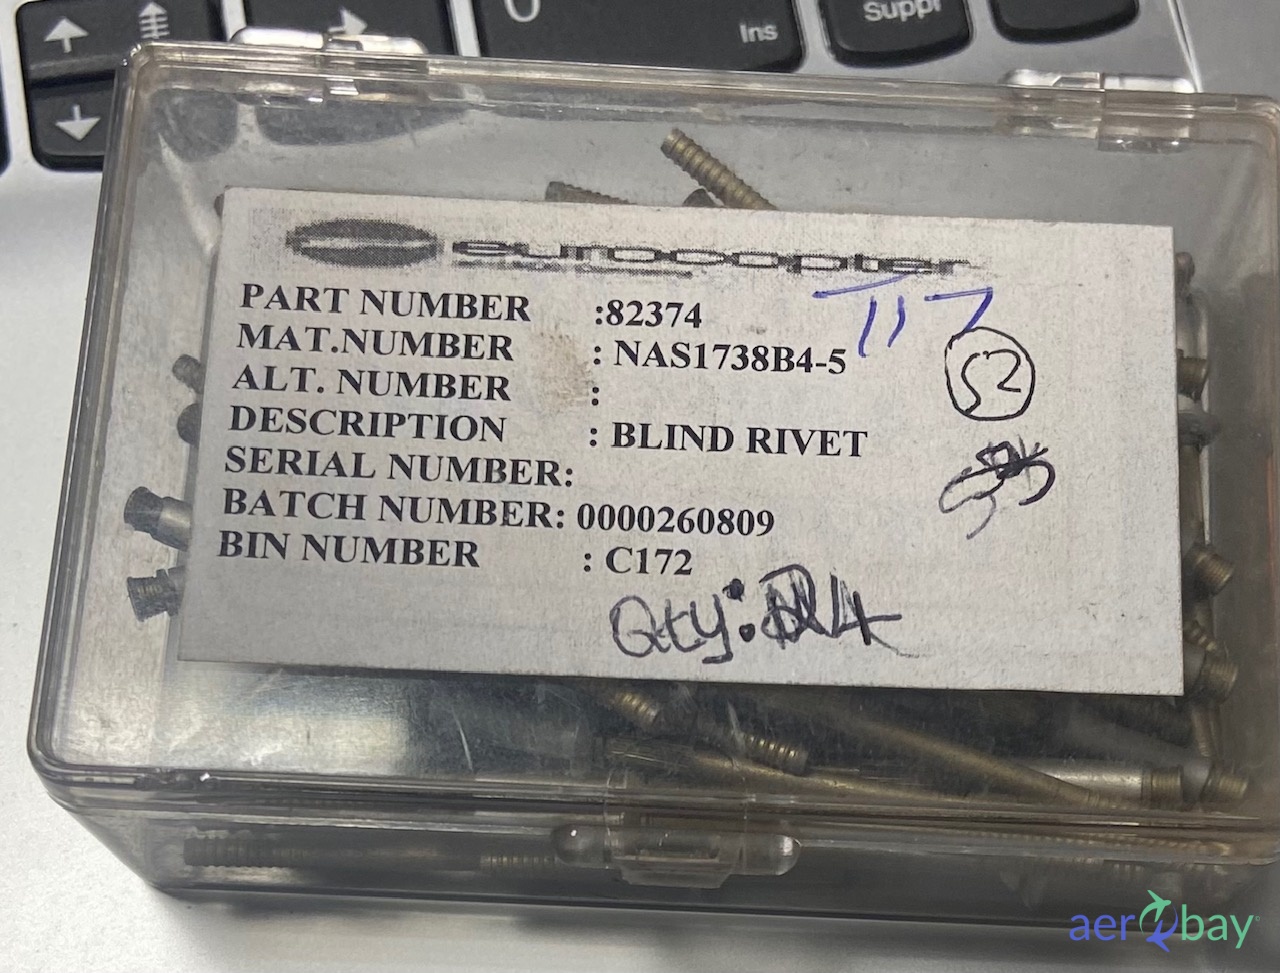 Ins
Suppr
eurocopter
PART NUMBER :82374
MAT.NUMBER : NAS1738B4-5
ALT. NUMBER :
DESCRIPTION : BLIND RIVET
SERIAL NUMBER:
BATCH NUMBER: 0000260809
BIN NUMBER : C172
52
Qty:
aerobay